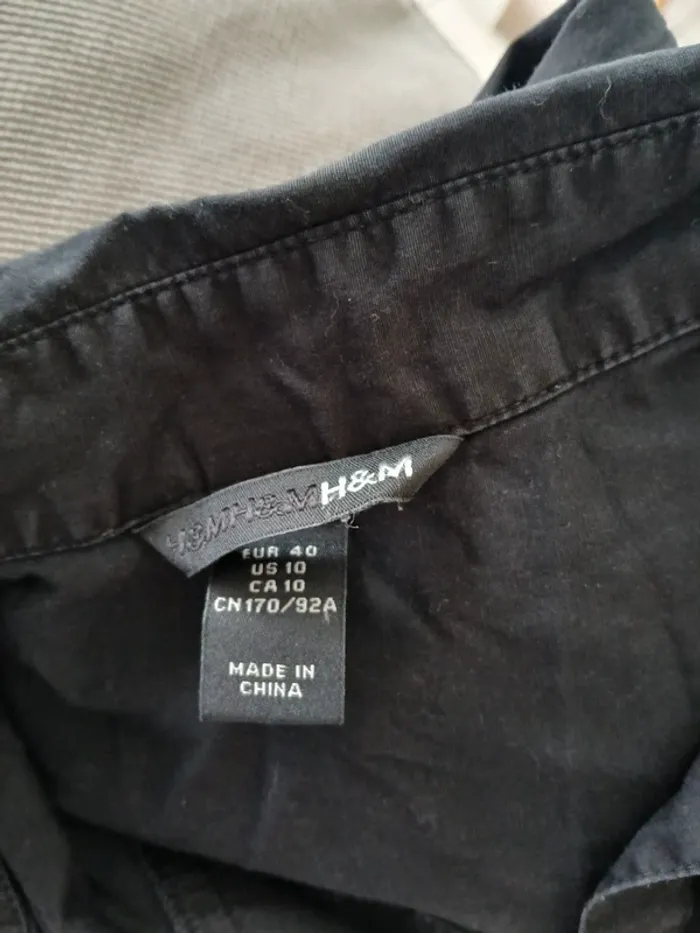 H&MH&MH&M
EUR 40
US 10
CA 10
CN170/92A
MADE IN
CHINA